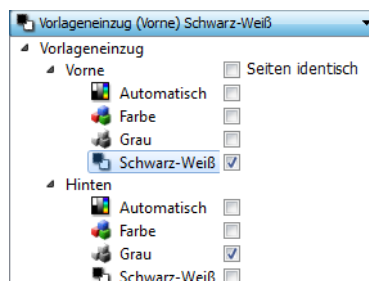 Vorlageneinzug (Vorne) Schwarz-Weiß
Vorlageneinzug
Vorne Seiten identisch
Automatisch
Farbe
Grau
Schwarz-Weiß
Hinten
Automatisch
Farbe
Grau
Schwarz-Weiß